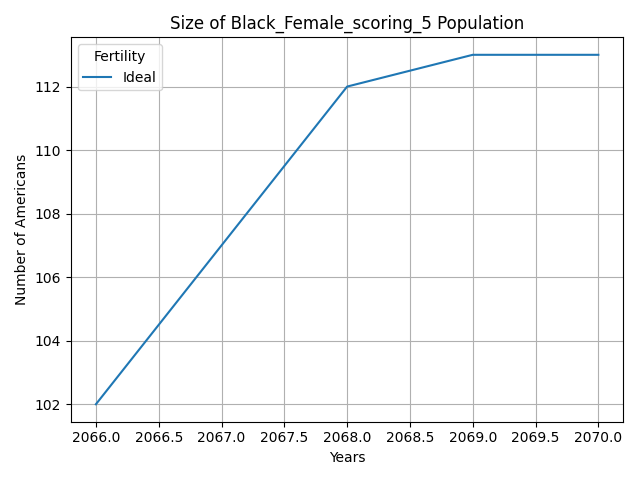 Size of Black_Female_scoring_5 Population
Fertility
Ideal
Number of Americans
112
110
108
106
104
102
2066.0 2066.5 2067.0 2067.5 2068.0 2068.5 2069.0 2069.5 2070.0
Years